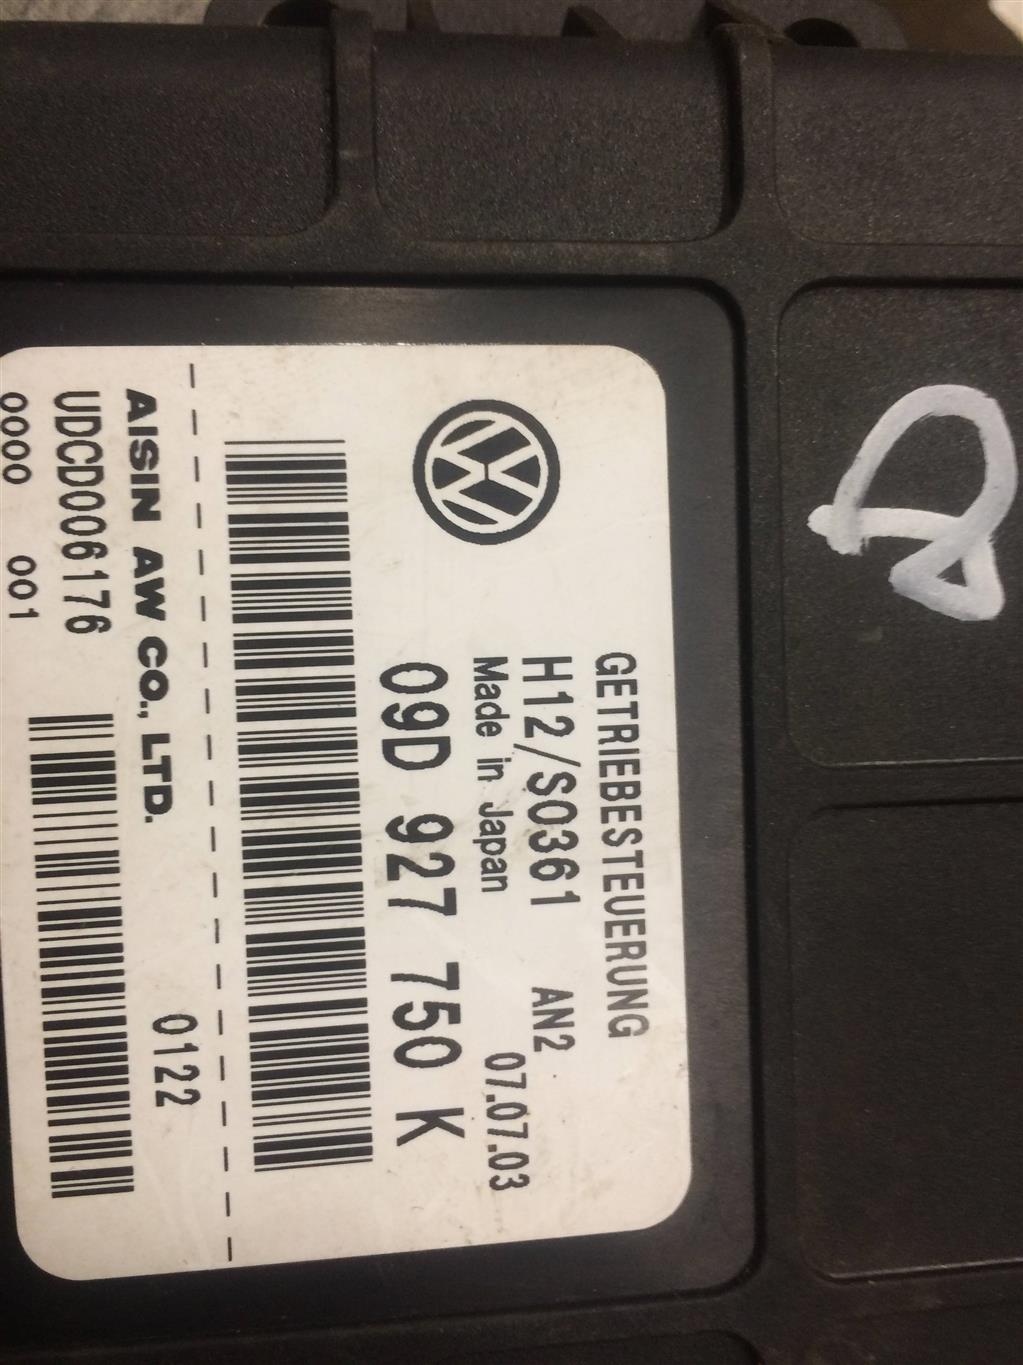 GETRIEBESTEUERUNG
H12/S0361 AN2
Made in Japan 07.07.03
09D 927 750 K
AISIN AW CO., LTD. 0122
UDCD006176
0000 001